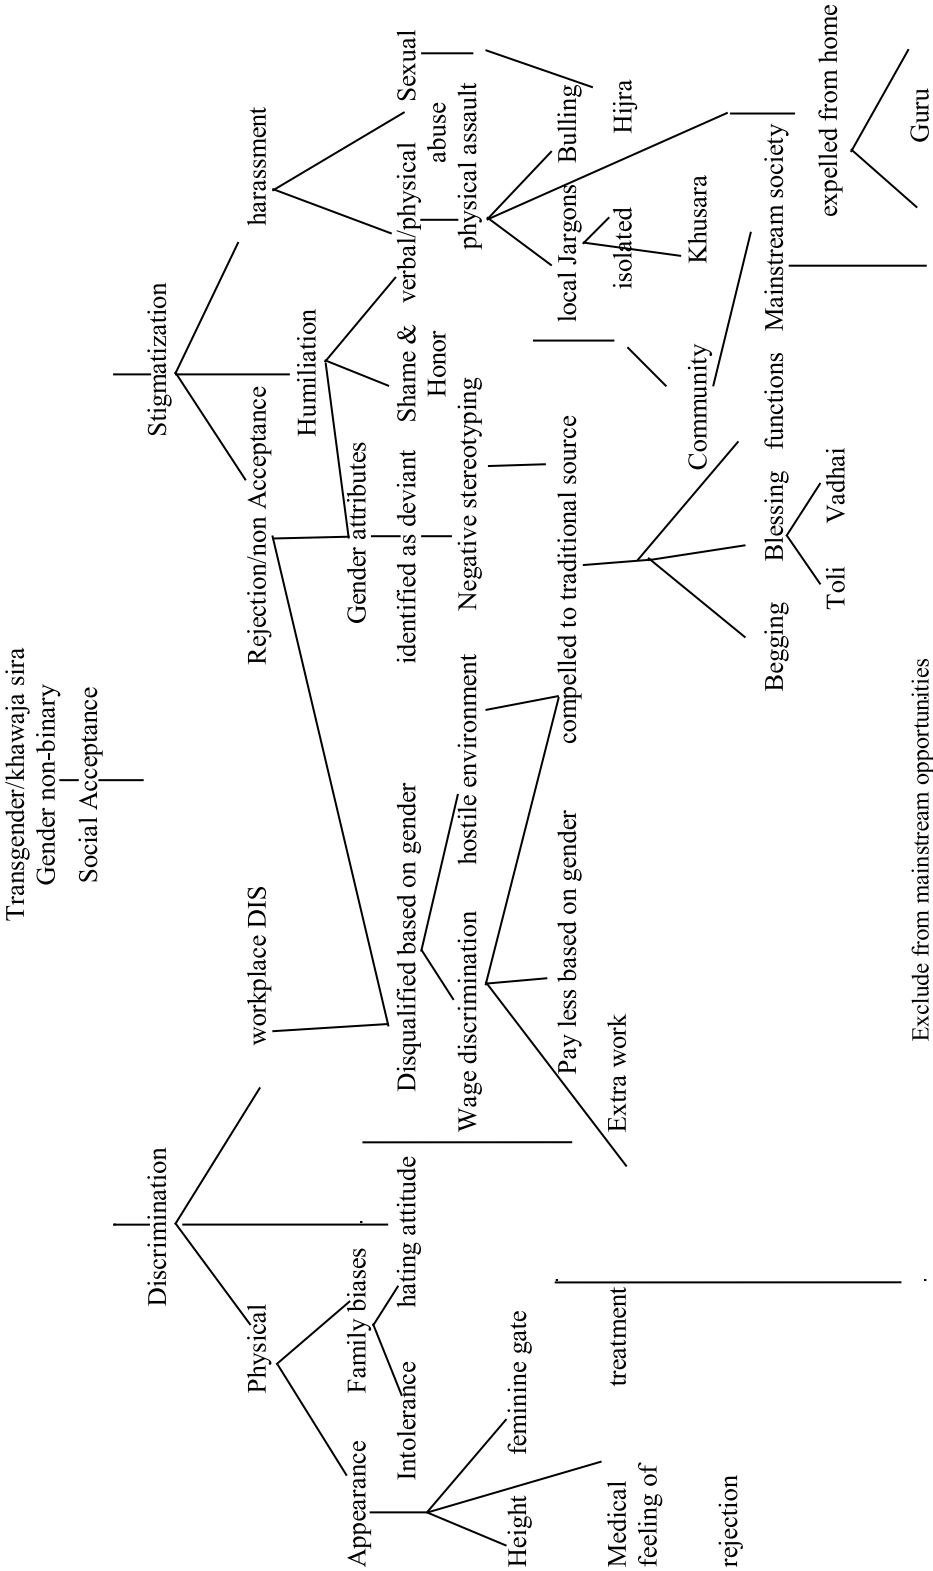 Transgender/khawaja sira
Gender non-binary
Social Acceptance
Discrimination
Stigmatization
Physical
workplace DIS
Rejection/non Acceptance
harassment
Humiliation
Appearance
Family biases
Gender attributes
Intolerance
hating attitude
Disqualified based on gender
identified as deviant
Shame &
Honor
verbal/physical
abuse
Sexual
Wage discrimination
hostile environment
Negative stereotyping
physical assault
Height
feminine gate
Pay less based on gender
compelled to traditional source
local Jargons
Bulling
Medical
treatment
Extra work
isolated
Hijra
feeling of
rejection
Community
Khusara
Begging
Blessing
functions
Mainstream society
Toli
Vadhai
expelled from home
Exclude from mainstream opportunities
Guru